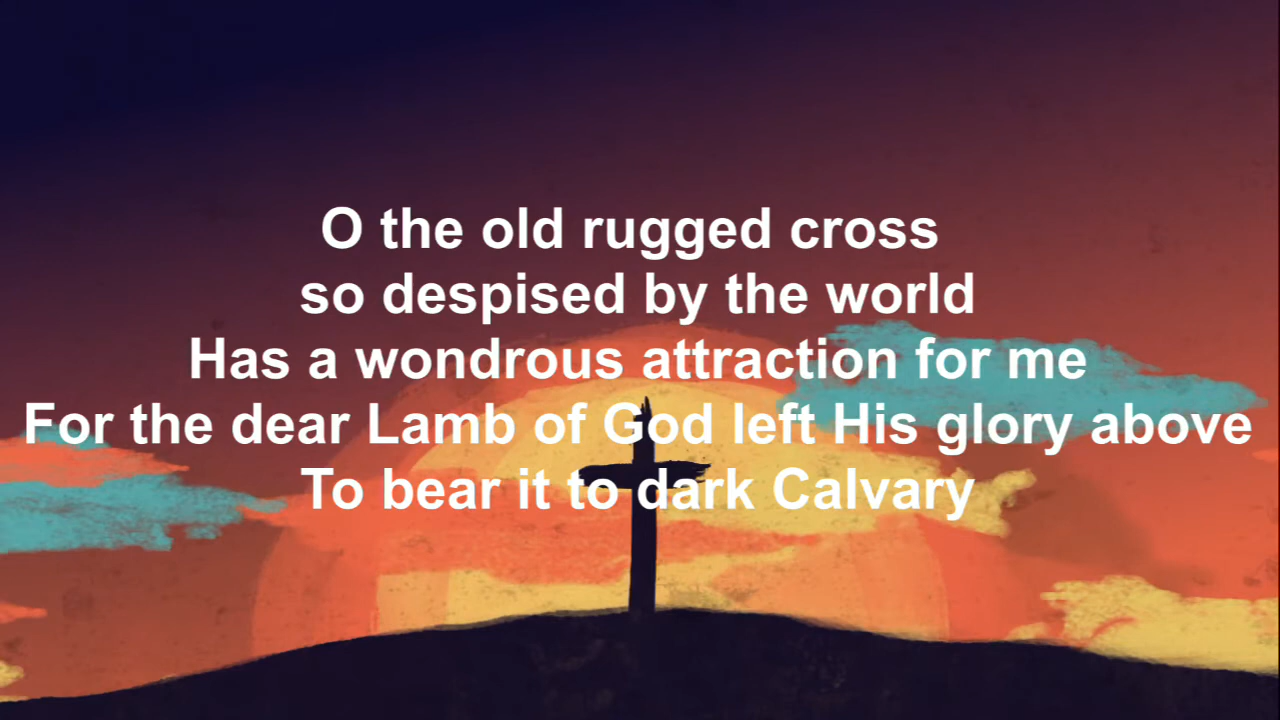 O the old rugged cross
so despised by the world
Has a wondrous attraction for me
For the dear Lamb of God left His glory above
To bear it to dark Calvary